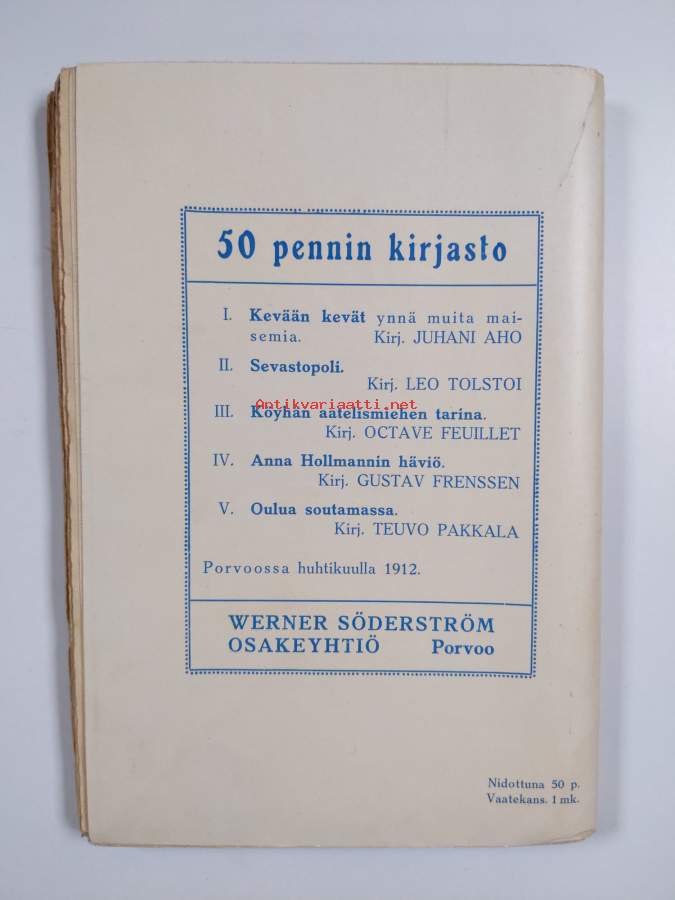 50 pennin kirjasto
I. Kevään kevät ynnä muita mai-
semia. Kirj. JUHANI AHO
II. Sevastopoli.
Kirj. LEO TOLSTOI
Antikvariaatti.net
III. Köyhän aatelismiehen tarina.
Kirj. OCTAVE FEUILLET
IV. Anna Hollmannin häviö.
Kirj. GUSTAV FRENSSEN
V. Oulua soutamassa.
Kirj. TEUVO PAKKALA
Porvoossa huhtikuulla 1912.
WERNER SÖDERSTRÖM
OSAKEYHTIÖ Porvoo
Nidottuna 50 p.
Vaatekans. 1 mk.